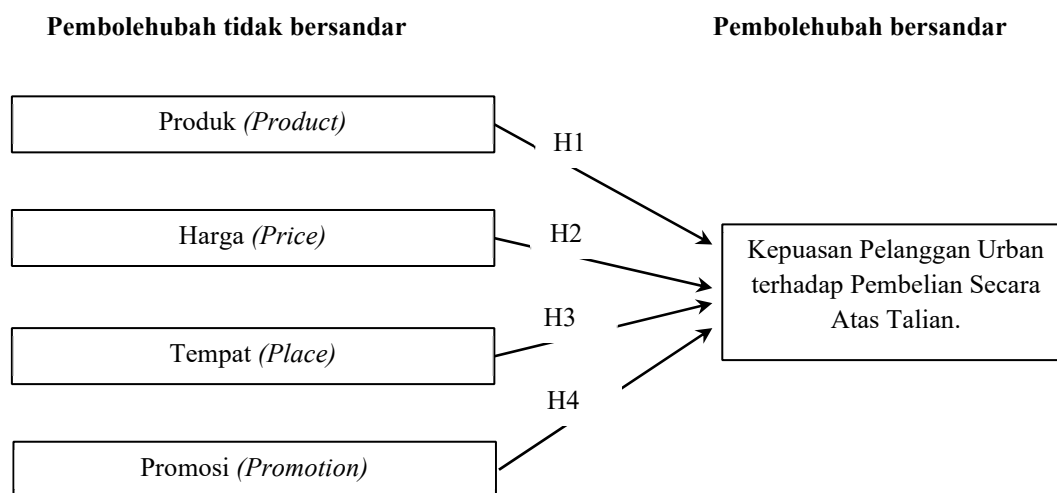 Pembolehubah tidak bersandar
Pembolehubah bersandar
Produk (Product)
H1
Harga (Price)
H2
Kepuasan Pelanggan Urban
terhadap Pembelian Secara
Atas Talian.
H3
Tempat (Place)
H4
Promosi (Promotion)